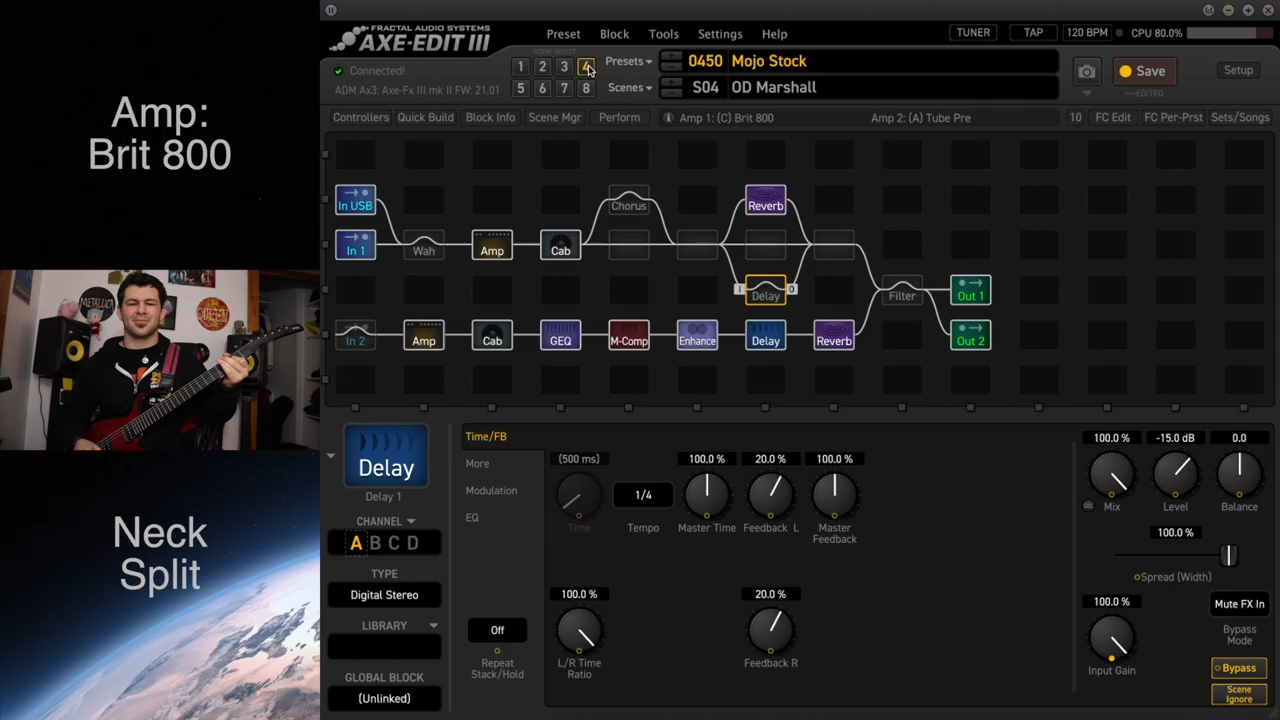 Amp:
Brit 800
METALLICA
QUEEN
Neck
Split
FRACTAL AUDIO SYSTEMS
AXE-EDIT III
Preset Block Tools Settings Help
TUNER TAP 120 BPM CPU 80.0%
Connected!
ADM Ax3: Axe-Fx III mk II FW: 21.01
SCENE SELECT
1 2 3 4
5 6 7 8
Presets
Scenes
0450 Mojo Stock
S04 OD Marshall
Save
EDITED
Setup
Controllers Quick Build Block Info Scene Mgr Perform
Amp 1: (C) Brit 800 Amp 2: (A) Tube Pre
10 FC Edit FC Per-Prst Sets/Songs
In USB Chorus Reverb
In 1 Wah Amp Cab
I Delay O Filter Out 1
In 2 Amp Cab GEQ M-Comp Enhance Delay Reverb Out 2
Delay
Delay 1
CHANNEL
A B C D
TYPE
Digital Stereo
LIBRARY
GLOBAL BLOCK
(Unlinked)
Time/FB
More
Modulation
EQ
Off
Repeat
Stack/Hold
(500 ms) 100.0 % 20.0 % 100.0 %
1/4
Time Tempo Master Time Feedback L Master
Feedback
100.0 % 20.0 %
L/R Time
Ratio
Feedback R
100.0 % -15.0 dB 0.0
Mix Level Balance
100.0 %
Spread (Width)
100.0 %
Input Gain
Mute FX In
Bypass
Mode
Bypass
Scene
Ignore